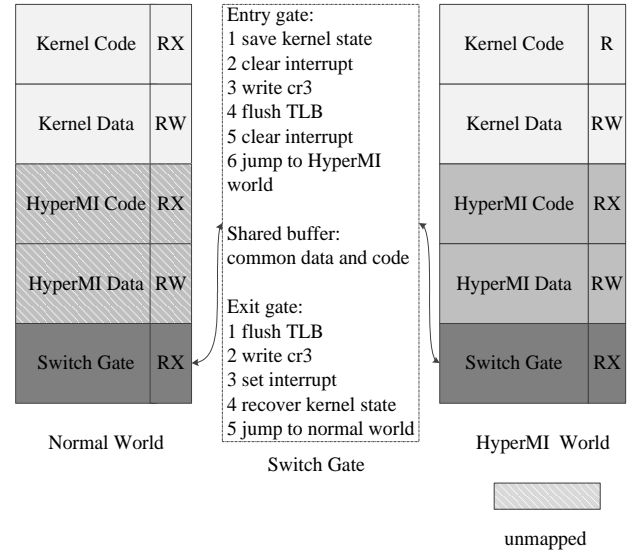 Kernel Code RX
Kernel Data RW
HyperMI Code RX
HyperMI Data RW
Switch Gate RX
Normal World
Entry gate:
1 save kernel state
2 clear interrupt
3 write cr3
4 flush TLB
5 clear interrupt
6 jump to HyperMI
world
Shared buffer:
common data and code
Exit gate:
1 flush TLB
2 write cr3
3 set interrupt
4 recover kernel state
5 jump to normal world
Switch Gate
Kernel Code R
Kernel Data RW
HyperMI Code RX
HyperMI Data RW
Switch Gate RX
HyperMI World
unmapped